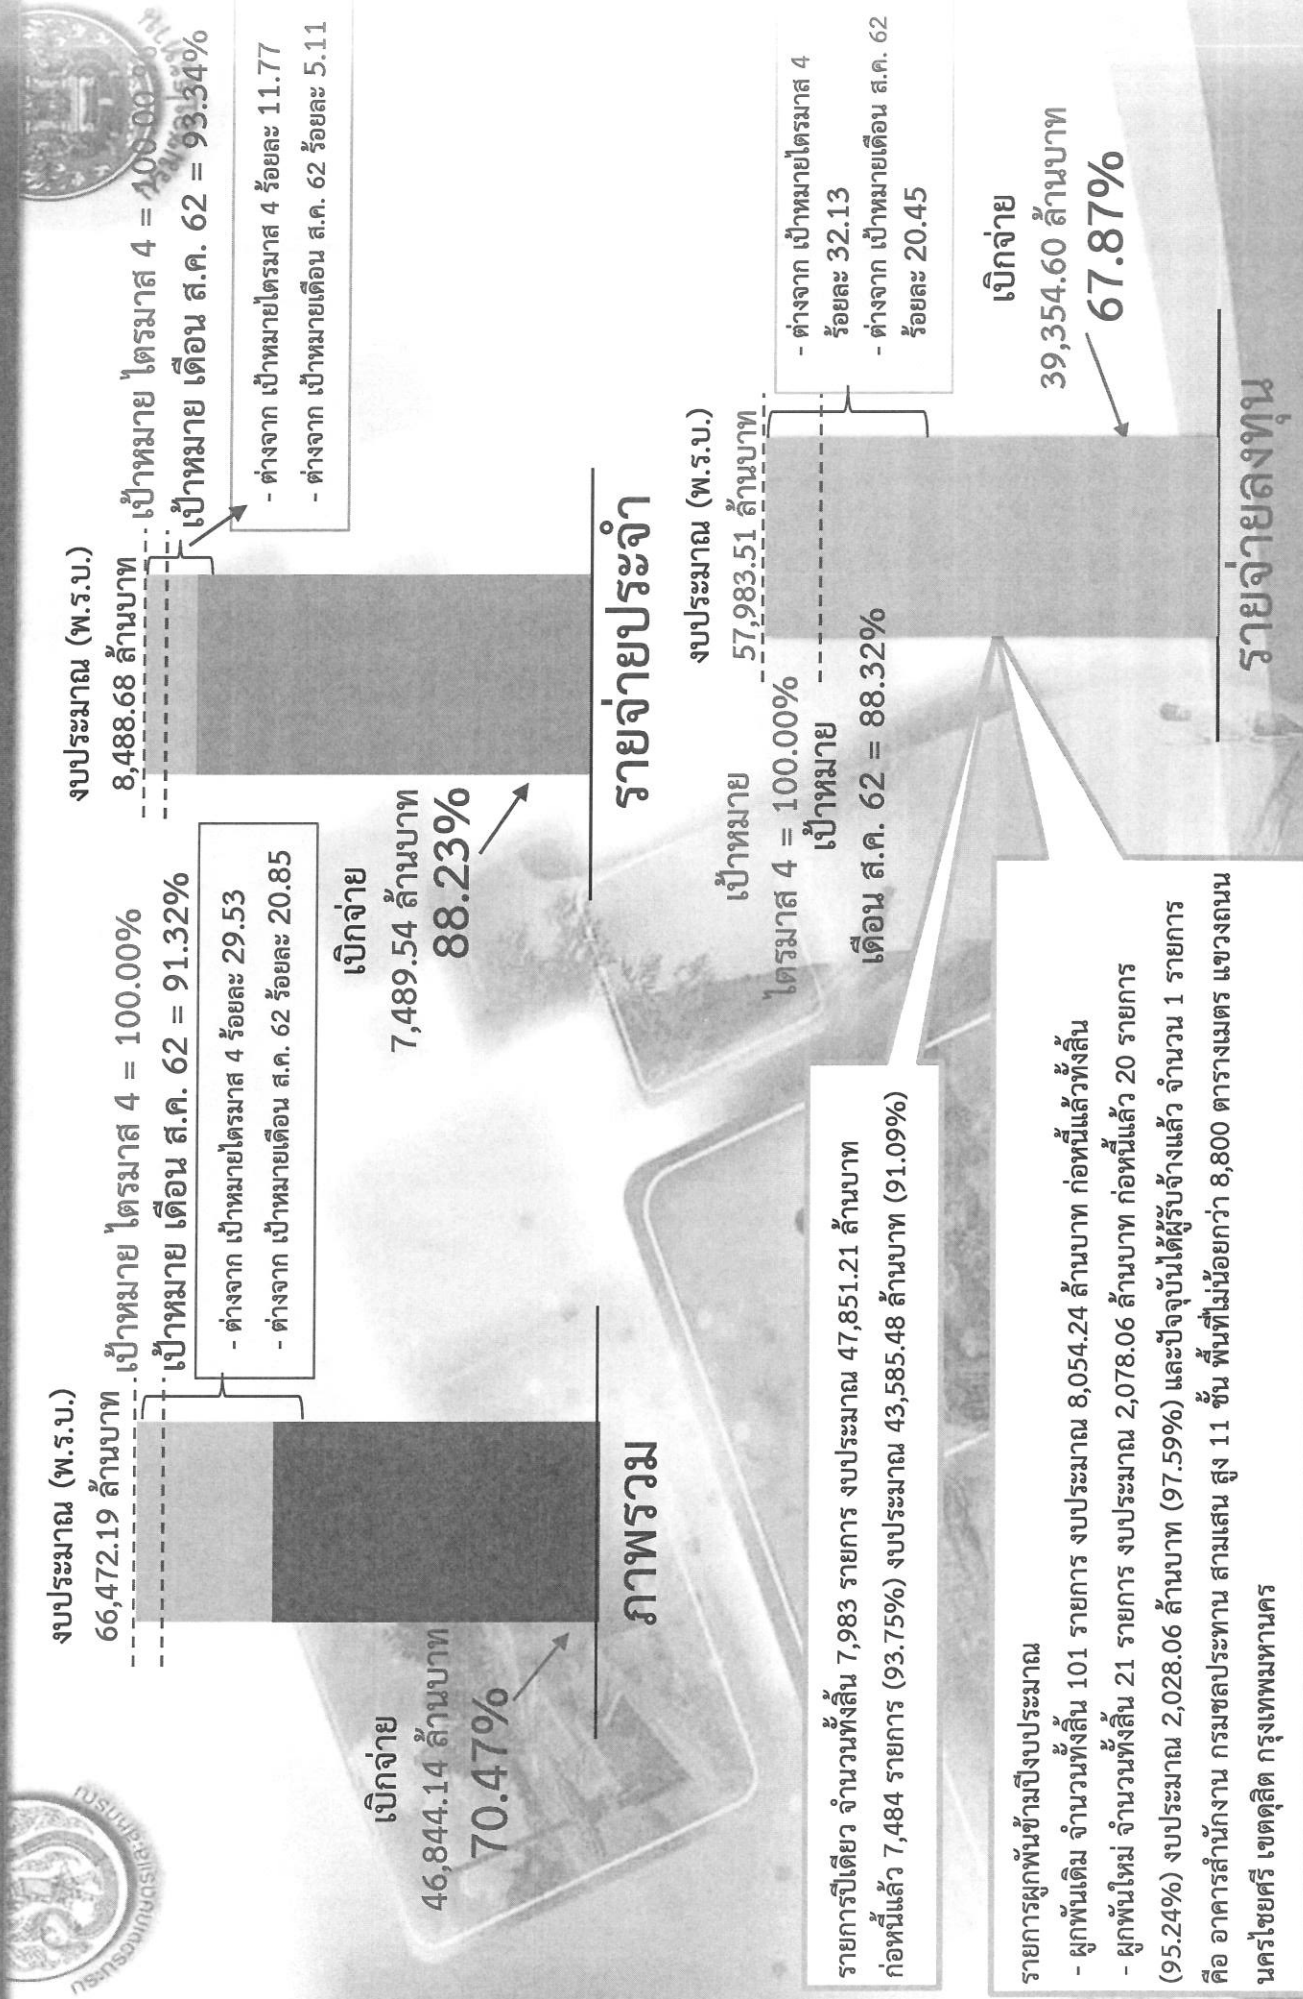 กระทรวงเกษตรและสหกรณ์
กรมชลประทาน
งบประมาณ (พ.ร.บ.)
66,472.19 ล้านบาท
เป้าหมาย ไตรมาส 4 = 100.00%
เป้าหมาย เดือน ส.ค. 62 = 91.32%
- ต่างจาก เป้าหมายไตรมาส 4 ร้อยละ 29.53
- ต่างจาก เป้าหมายเดือน ส.ค. 62 ร้อยละ 20.85
เบิกจ่าย
46,844.14 ล้านบาท
70.47%
ภาพรวม
งบประมาณ (พ.ร.บ.)
8,488.68 ล้านบาท
เป้าหมาย ไตรมาส 4 = 100.00 %
เป้าหมาย เดือน ส.ค. 62 = 93.34%
- ต่างจาก เป้าหมายไตรมาส 4 ร้อยละ 11.77
- ต่างจาก เป้าหมายเดือน ส.ค. 62 ร้อยละ 5.11
เบิกจ่าย
7,489.54 ล้านบาท
88.23%
รายจ่ายประจำ
งบประมาณ (พ.ร.บ.)
57,983.51 ล้านบาท
เป้าหมาย
ไตรมาส 4 = 100.00%
เป้าหมาย
เดือน ส.ค. 62 = 88.32%
- ต่างจาก เป้าหมายไตรมาส 4
ร้อยละ 32.13
- ต่างจาก เป้าหมายเดือน ส.ค. 62
ร้อยละ 20.45
เบิกจ่าย
39,354.60 ล้านบาท
67.87%
รายจ่ายลงทุน
รายการปีเดียว จำนวนทั้งสิ้น 7,983 รายการ งบประมาณ 47,851.21 ล้านบาท
ก่อหนี้แล้ว 7,484 รายการ (93.75%) งบประมาณ 43,585.48 ล้านบาท (91.09%)
รายการผูกพันข้ามปีงบประมาณ
- ผูกพันเดิม จำนวนทั้งสิ้น 101 รายการ งบประมาณ 8,054.24 ล้านบาท ก่อหนี้แล้วทั้งสิ้น
- ผูกพันใหม่ จำนวนทั้งสิ้น 21 รายการ งบประมาณ 2,078.06 ล้านบาท ก่อหนี้แล้ว 20 รายการ
(95.24%) งบประมาณ 2,028.06 ล้านบาท (97.59%) และปัจจุบันได้ผู้รับจ้างแล้ว จำนวน 1 รายการ
คือ อาคารสำนักงาน กรมชลประทาน สามเสน สูง 11 ชั้น พื้นที่ไม่น้อยกว่า 8,800 ตารางเมตร แขวงถนน
นครไชยศรี เขตดุสิต กรุงเทพมหานคร